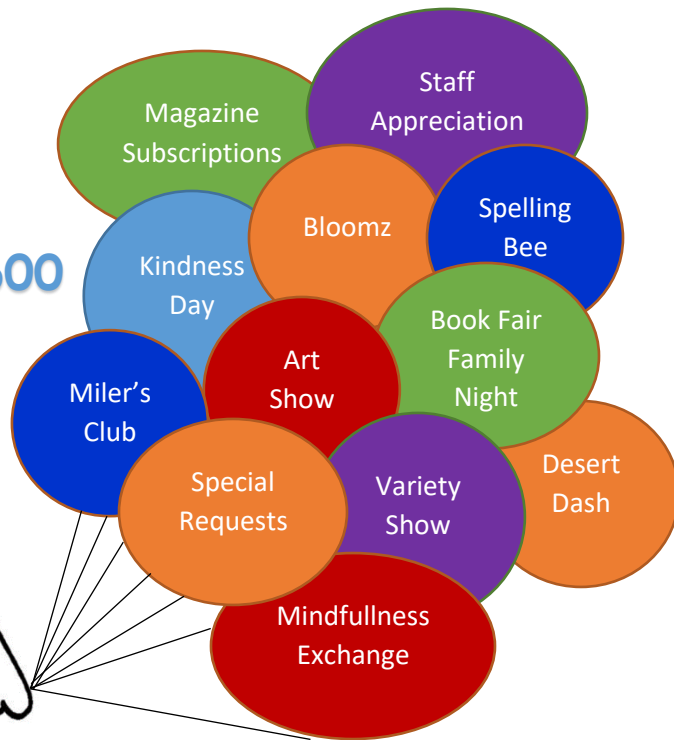 Staff
Appreciation
Magazine
Subscriptions
Bloomz
Spelling
Bee
Kindness
Day
Book Fair
Family
Night
Art
Show
Miler's
Club
Desert
Dash
Special
Requests
Variety
Show
Mindfullness
Exchange